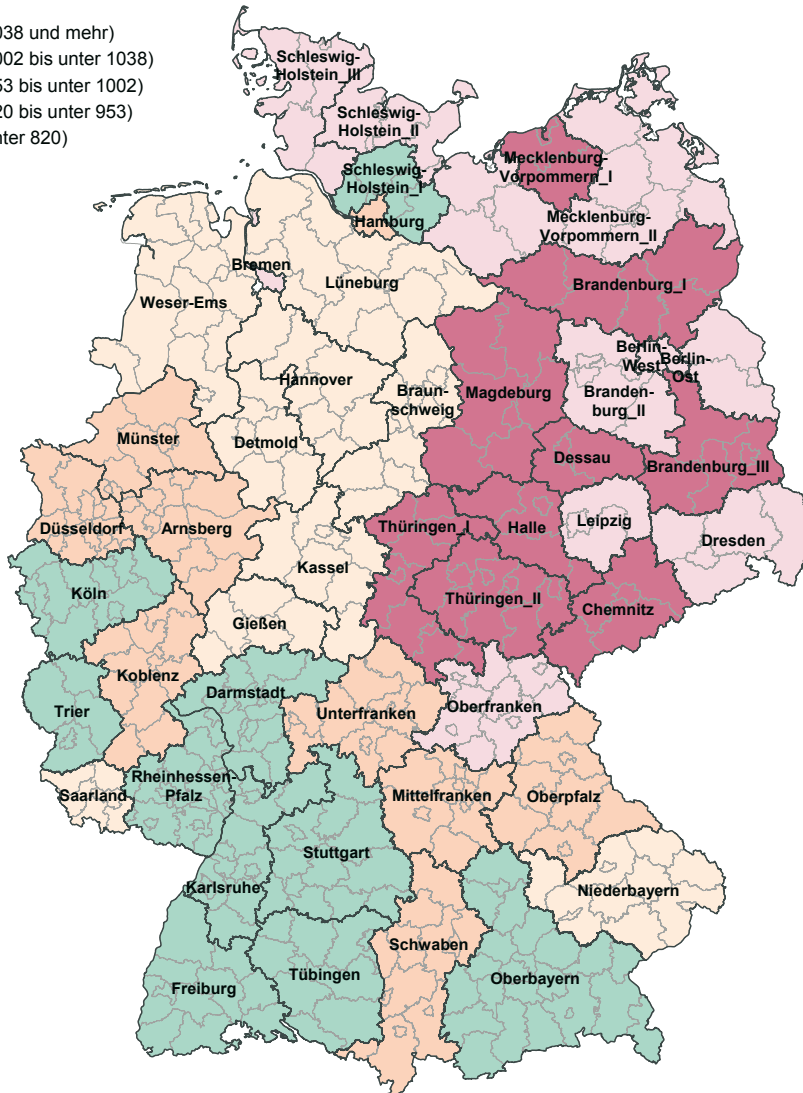 038 und mehr)
002 bis unter 1038)
53 bis unter 1002)
20 bis unter 953)
nter 820)
Schleswig-
Holstein_III
Schleswig-
Holstein_II
Schleswig-
Holstein_I
Mecklenburg-
Vorpommern_I
Hamburg
Mecklenburg-
Vorpommern_II
Bremen
Lüneburg
Brandenburg_I
Weser-Ems
Berlin-
West
Berlin-
Ost
Hannover
Braun-
schweig
Magdeburg
Branden-
burg_II
Münster
Detmold
Dessau
Brandenburg_III
Düsseldorf
Arnsberg
Thüringen_I
Halle
Leipzig
Dresden
Kassel
Köln
Thüringen_II
Chemnitz
Gießen
Koblenz
Darmstadt
Trier
Unterfranken
Oberfranken
Rheinhessen-
Pfalz
Saarland
Mittelfranken
Oberpfalz
Stuttgart
Karlsruhe
Niederbayern
Schwaben
Freiburg
Tübingen
Oberbayern